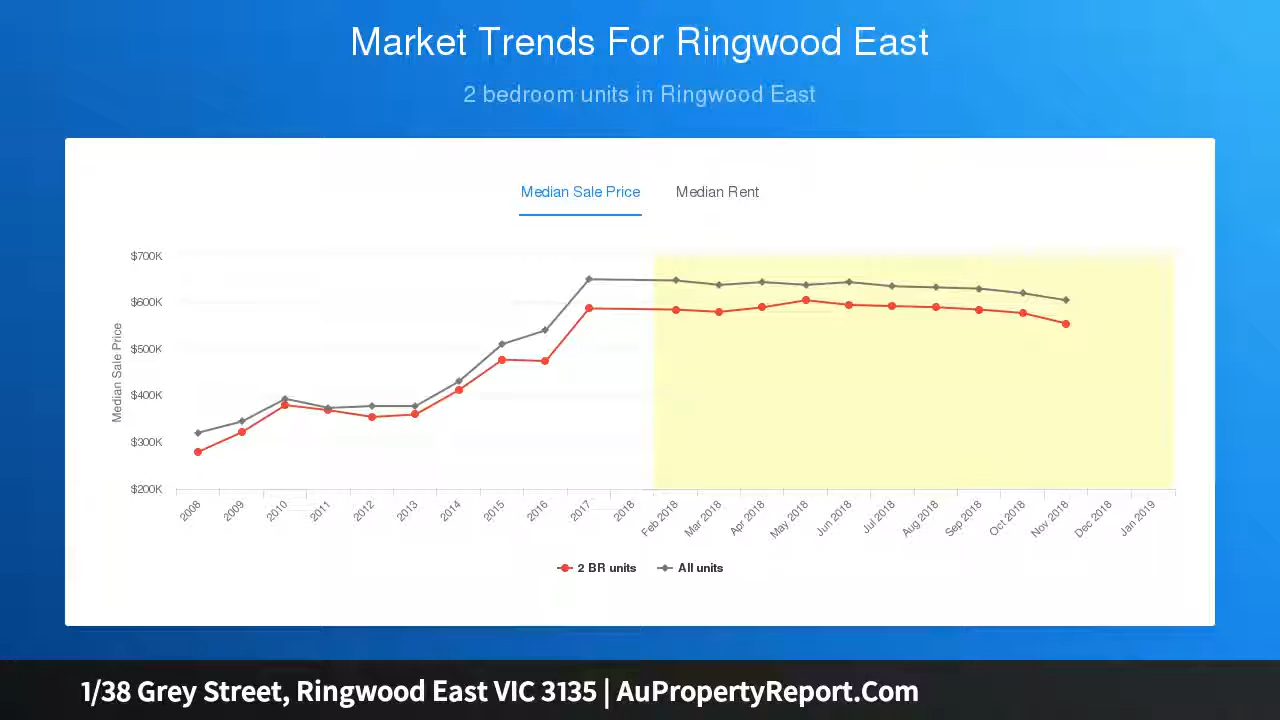 Market Trends For Ringwood East
2 bedroom units in Ringwood East
Median Sale Price Median Rent
$700K
$600K
$500K
$400K
$300K
$200K
Median Sale Price
2008 2009 2010 2011 2012 2013 2014 2015 2016 2017 2018 Feb 2018 Mar 2018 Apr 2018 May 2018 Jun 2018 Jul 2018 Aug 2018 Sep 2018 Oct 2018 Nov 2018 Dec 2018 Jan 2019
2 BR units All units
1/38 Grey Street, Ringwood East VIC 3135 | AuPropertyReport.Com